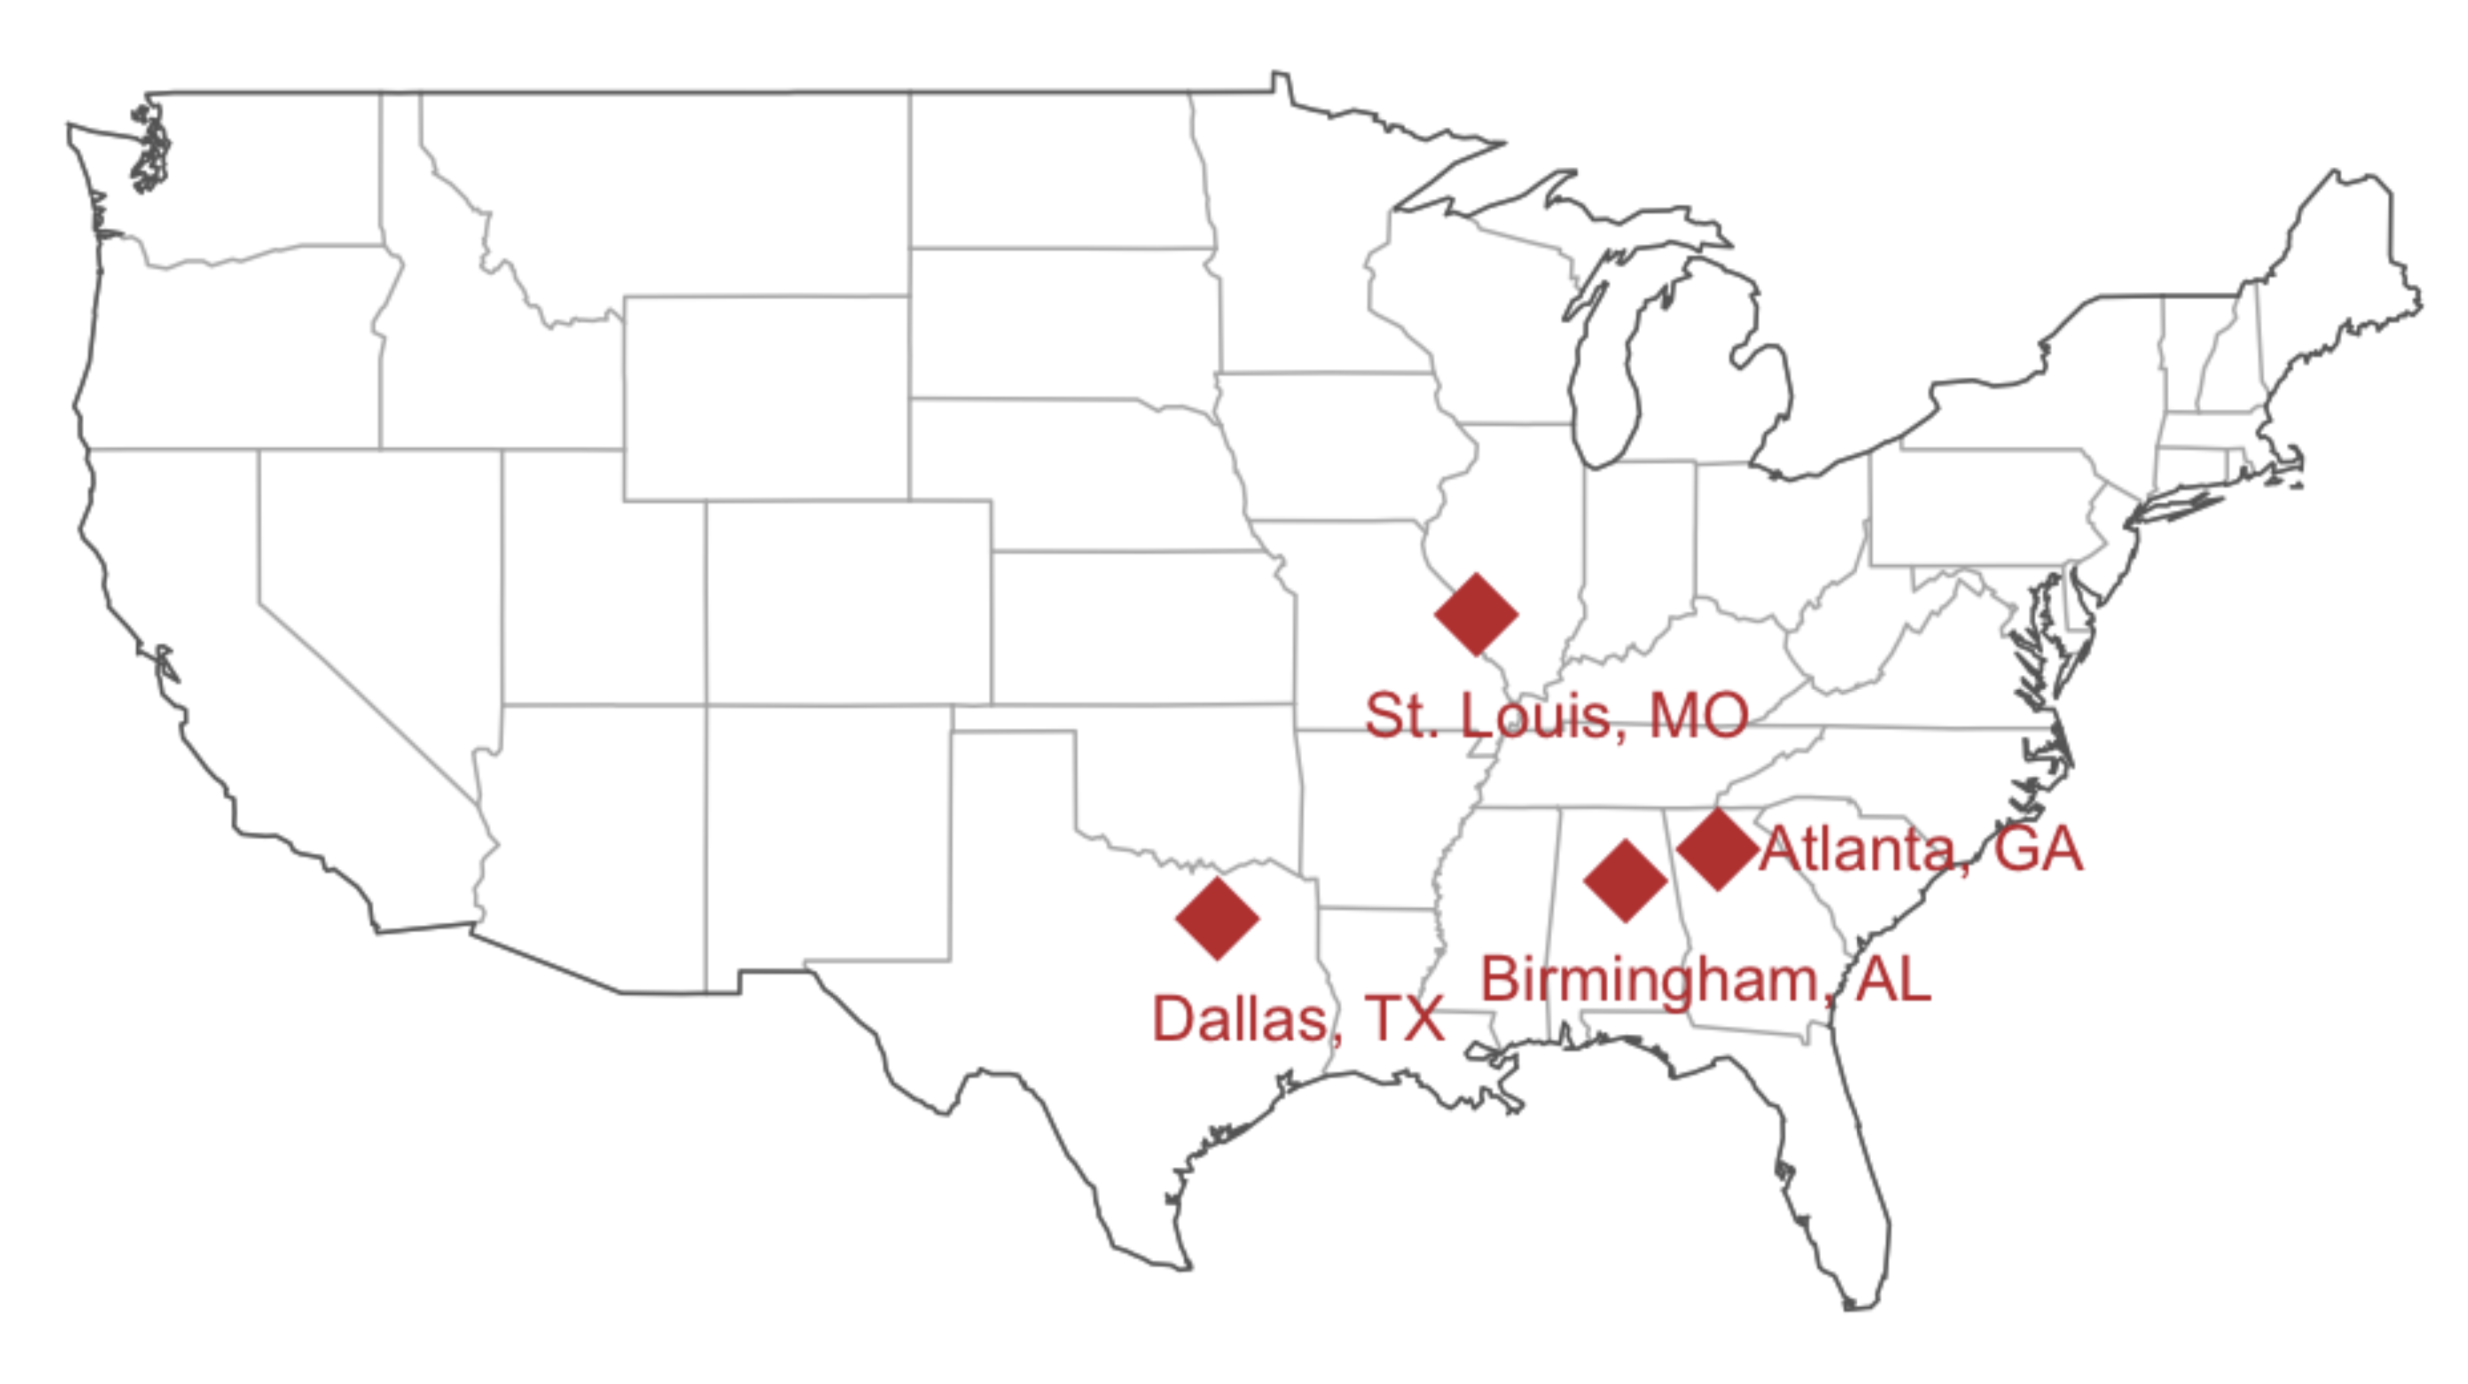 St. Louis, MO
Atlanta, GA
Birmingham, AL
Dallas, TX